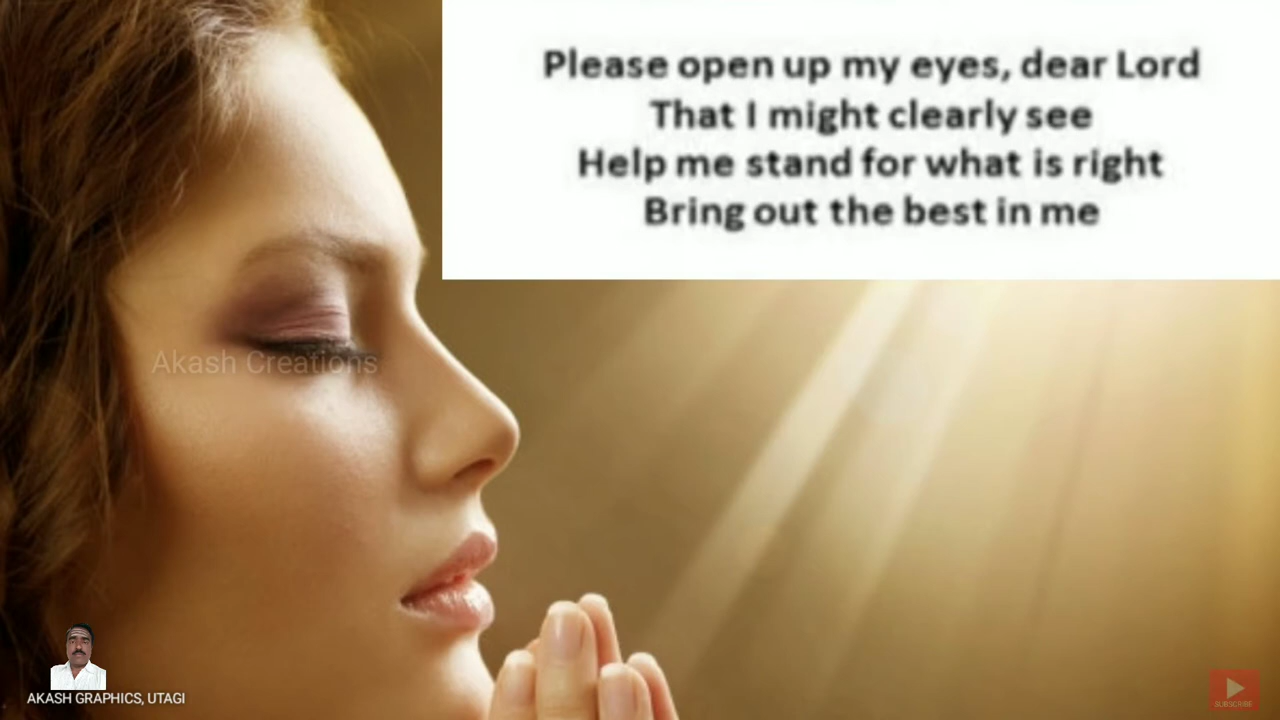 Please open up my eyes, dear Lord
That I might clearly see
Help me stand for what is right
Bring out the best in me
Akash Creations
AKASH GRAPHICS, UTAGI
SUBSCRIBE